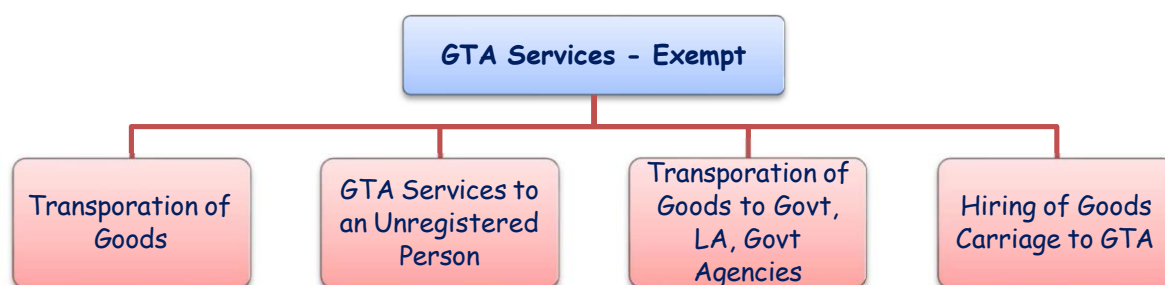 GTA Services - Exempt
Transporation of
Goods
GTA Services to
an Unregistered
Person
Transporation of
Goods to Govt,
LA, Govt
Agencies
Hiring of Goods
Carriage to GTA